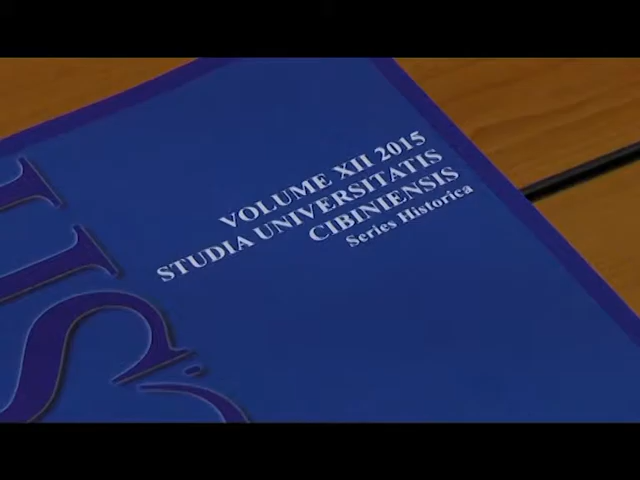 VOLUME XII 2015
STUDIA UNIVERSITATIS
CIBINIENSIS
Series Historica